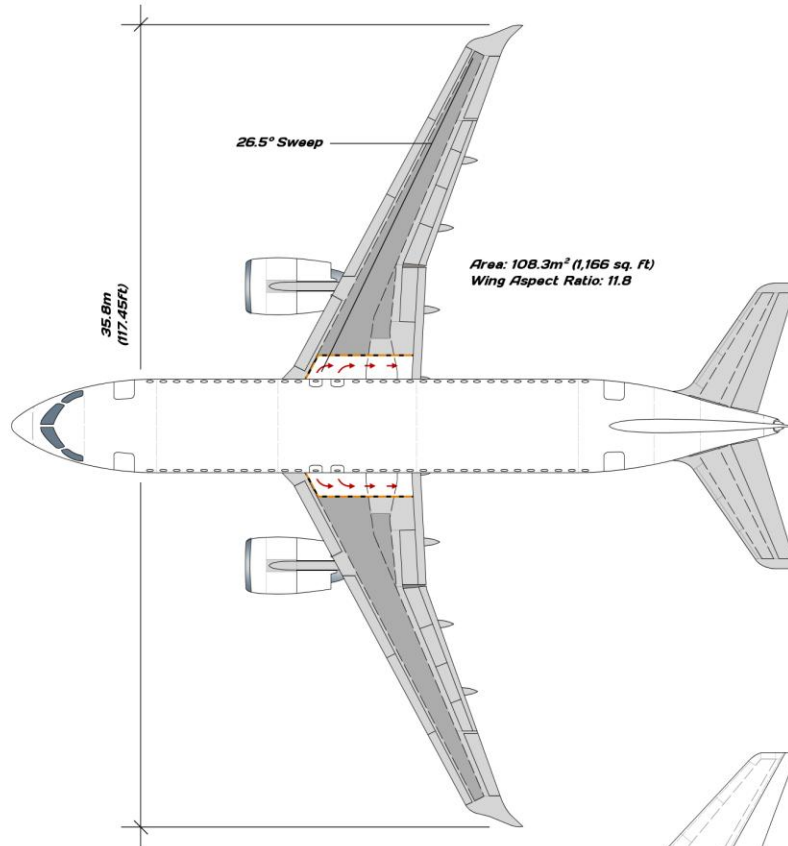 26.5° Sweep
Area: 108.3m² (1,166 sq. ft)
Wing Aspect Ratio: 11.8
35.8m
(117.45ft)